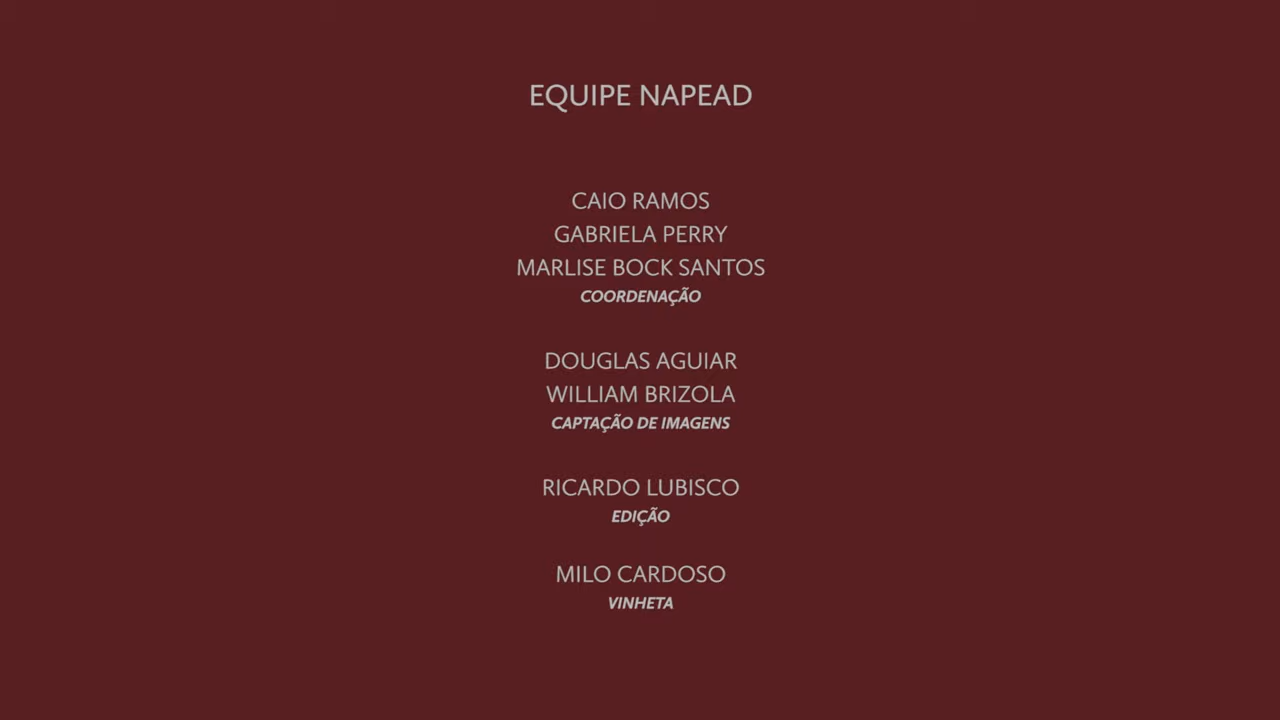 EQUIPE NAPEAD
CAIO RAMOS
GABRIELA PERRY
MARLISE BOCK SANTOS
COORDENAÇÃO
DOUGLAS AGUIAR
WILLIAM BRIZOLA
CAPTAÇÃO DE IMAGENS
RICARDO LUBISCO
EDIÇÃO
MILO CARDOSO
VINHETA